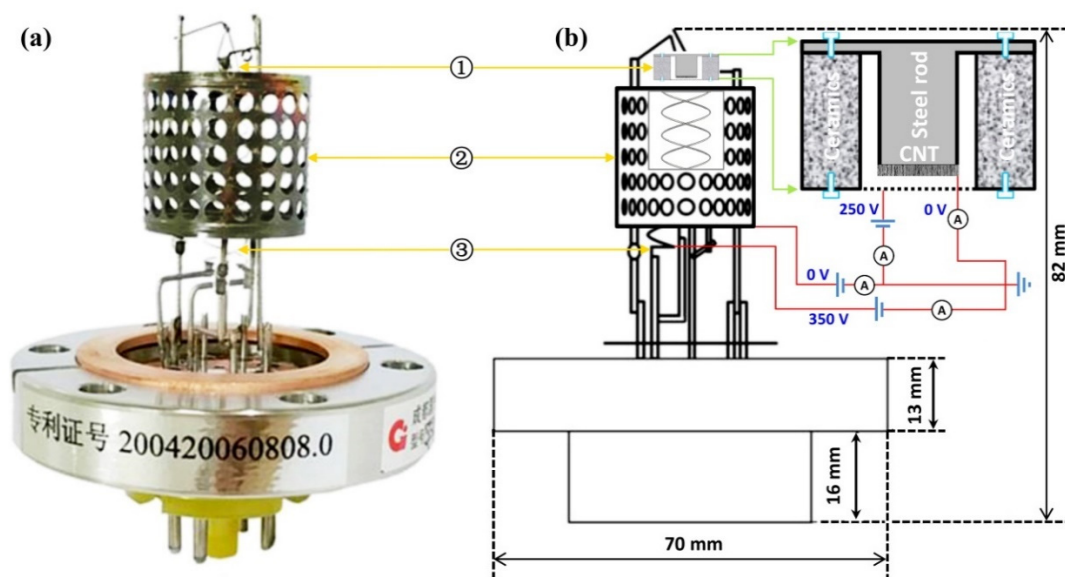 (a)
专利证号 200420060808.0
G
①
②
③
(b)
Ceramics
Steel rod
CNT
Ceramics
250 V
0 V
A
A
0 V
A
350 V
A
82 mm
13 mm
16 mm
70 mm